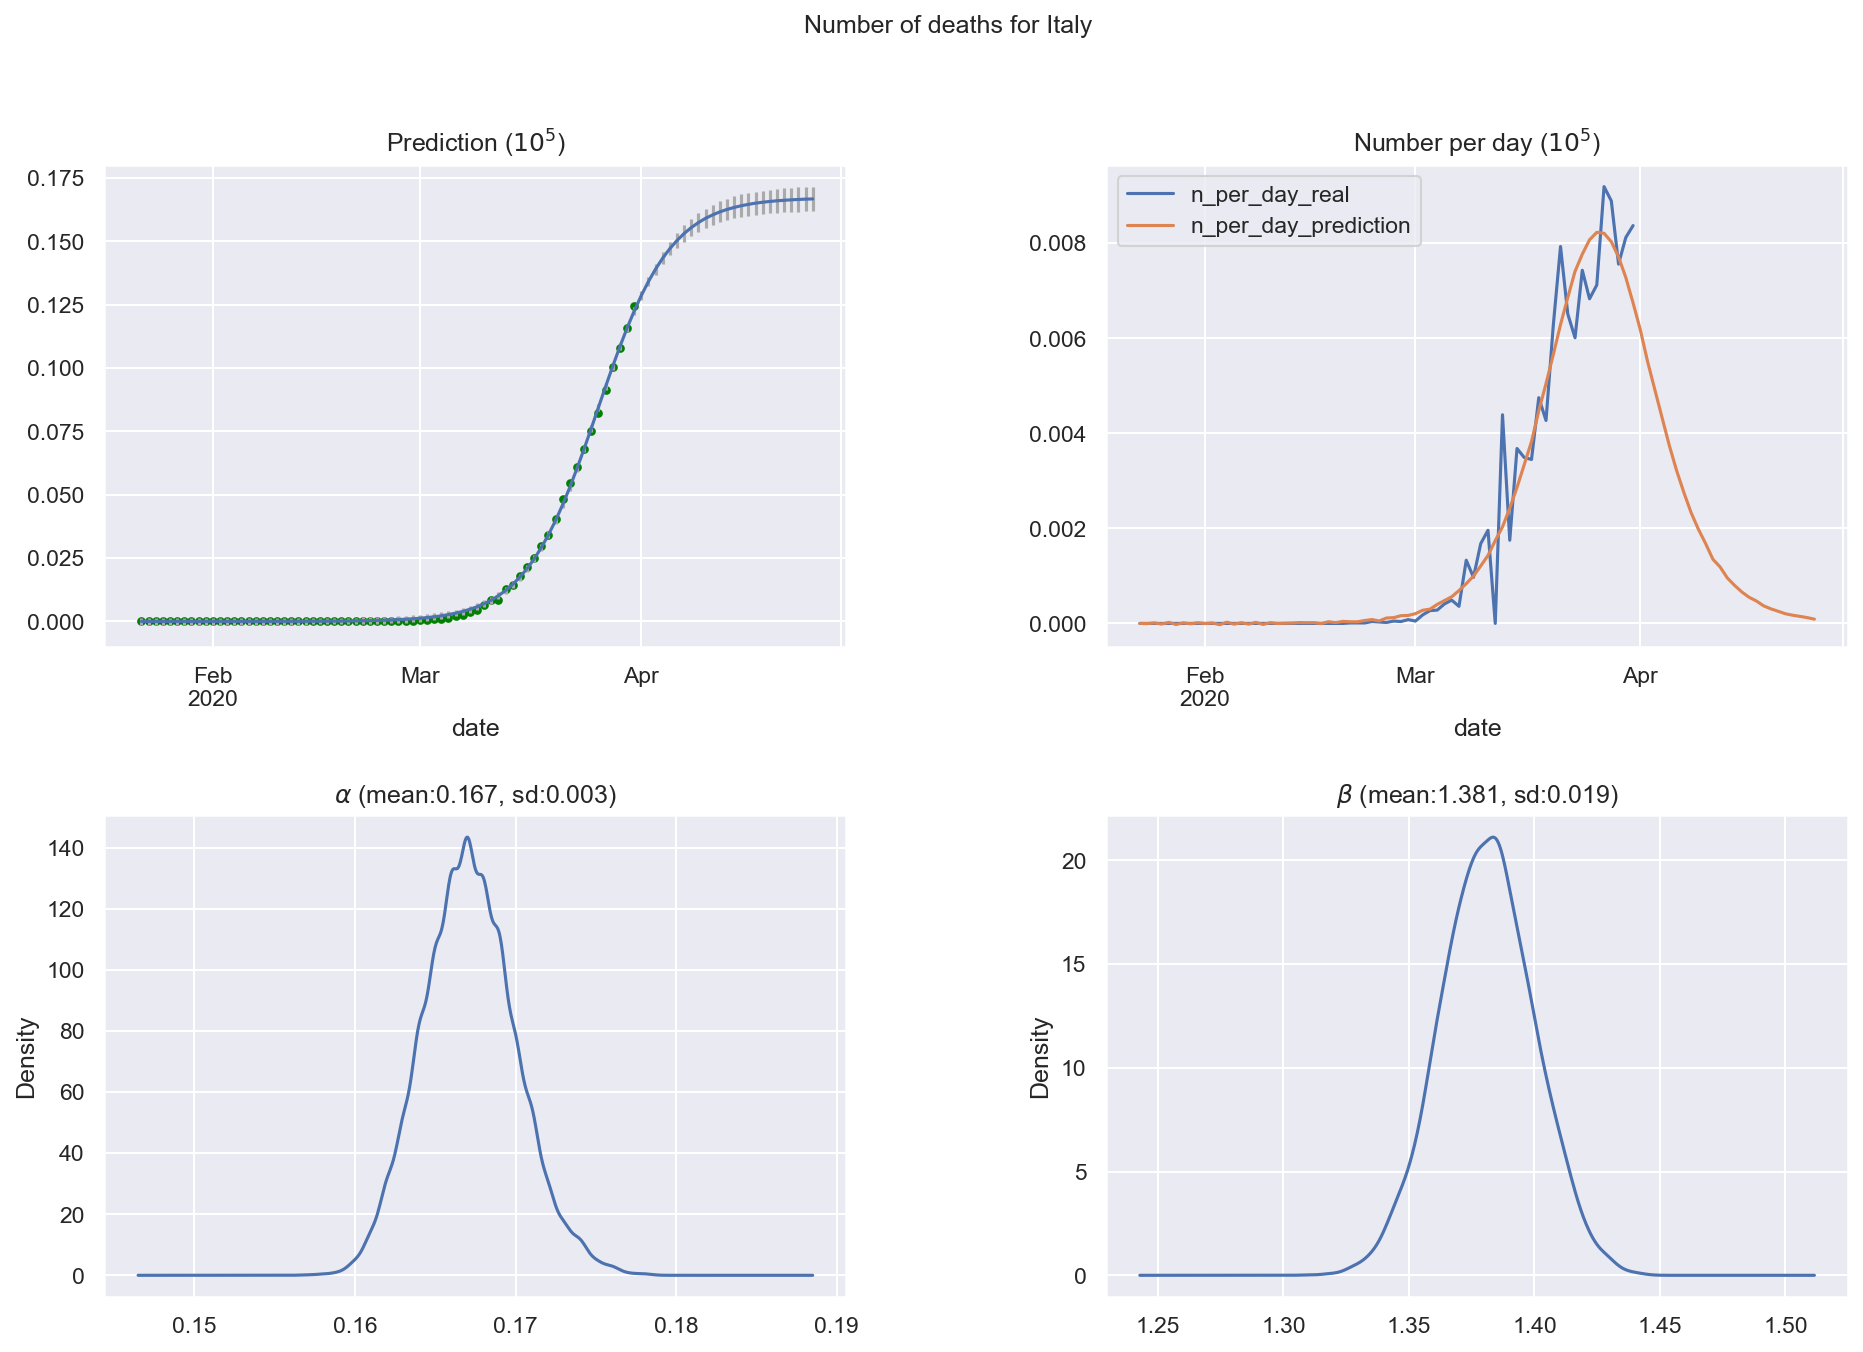 Number of deaths for Italy
Prediction (10⁵)
0.175
0.150
0.125
0.100
0.075
0.050
0.025
0.000
Feb
2020
Mar
Apr
date
Number per day (10⁵)
n_per_day_real
n_per_day_prediction
0.008
0.006
0.004
0.002
0.000
Feb
2020
Mar
Apr
date
α (mean:0.167, sd:0.003)
Density
140
120
100
80
60
40
20
0
0.15 0.16 0.17 0.18 0.19
β (mean:1.381, sd:0.019)
Density
20
15
10
5
0
1.25 1.30 1.35 1.40 1.45 1.50